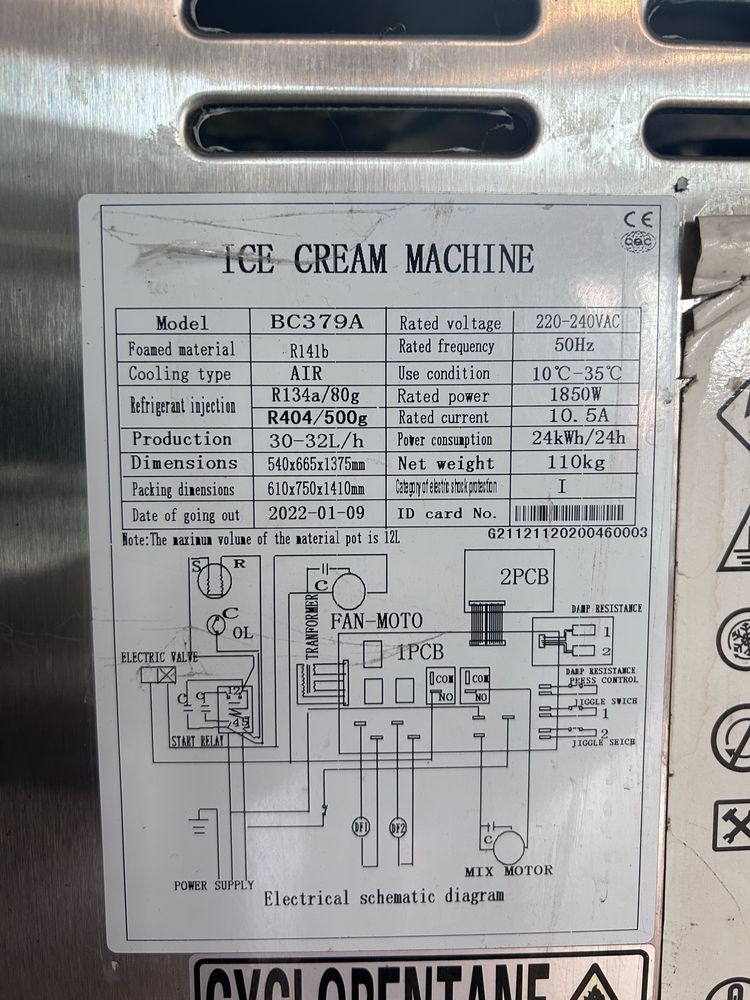 CE
CQC
ICE CREAM MACHINE
Model BC379A Rated voltage 220-240VAC
Foamed material R141b Rated frequency 50Hz
Cooling type AIR Use condition 10℃-35℃
Refrigerant injection R134a/80g Rated power 1850W
R404/500g Rated current 10.5A
Production 30-32L/h Power consumption 24kWh/24h
Dimensions 540x665x1375mm Net weight 110kg
Packing dimensions 610x750x1410mm Category of electric shock protection I
Date of going out 2022-01-09 ID card No.
Note:The maximum volume of the material pot is 12L G21121120200460003
S R
C
OL
C
FAN-MOTO
TRANFORMER
2PCB
DAMP RESISTANCE
1
2
1PCB
ELECTRIC VALVE
COM
NO
COM
NO
DAMP RESISTANCE
PRESS CONTROL
JIGGLE SWICH
1
2
JIGGLE SEICH
C C
12
45
START RELAY
DF1 DF2
C
MIX MOTOR
POWER SUPPLY
Electrical schematic diagram
CYCLOPENTANE